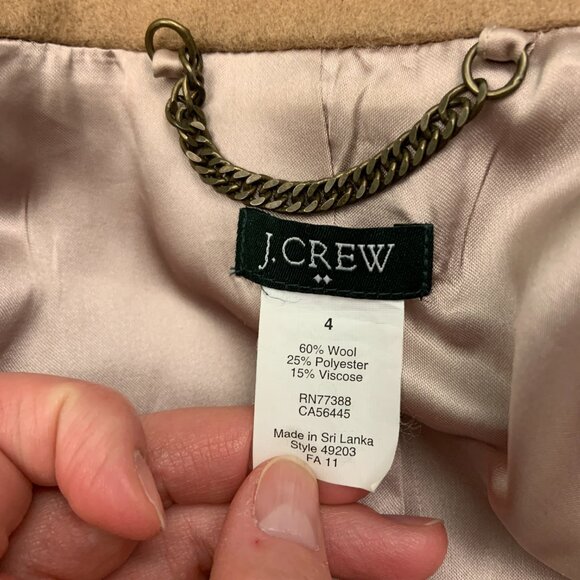 J.CREW
4
60% Wool
25% Polyester
15% Viscose
RN77388
CA56445
Made in Sri Lanka
Style 49203
FA 11